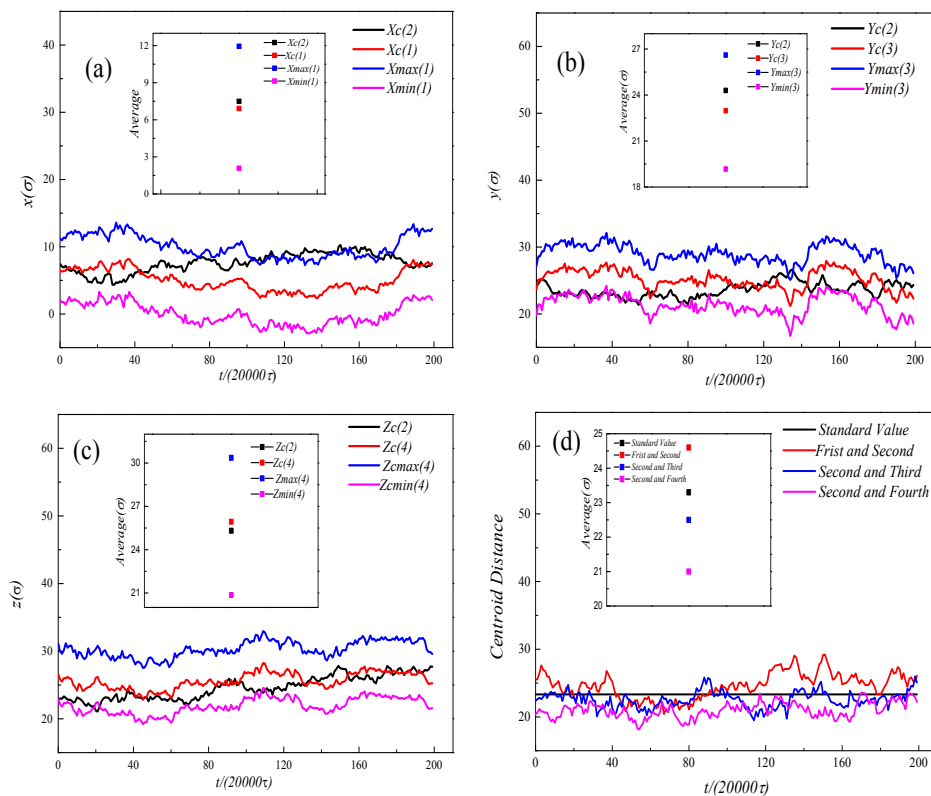 (a)
x(σ)
40
30
20
10
0
0 40 80 120 160 200
t/(20000τ)
Xc(2)
Xc(1)
Xmax(1)
Xmin(1)
Average
12
9
6
3
0
Xc(2)
Xc(1)
Xmax(1)
Xmin(1)
(b)
y(σ)
60
50
40
30
20
0 40 80 120 160 200
t/(20000τ)
Yc(2)
Yc(3)
Ymax(3)
Ymin(3)
Average(σ)
27
24
21
18
Yc(2)
Yc(3)
Ymax(3)
Ymin(3)
(c)
z(σ)
60
50
40
30
20
0 40 80 120 160 200
t/(20000τ)
Zc(2)
Zc(4)
Zcmax(4)
Zcmin(4)
Average(σ)
30
27
24
21
Zc(2)
Zc(4)
Zmax(4)
Zmin(4)
(d)
Centroid Distance
60
50
40
30
20
0 40 80 120 160 200
t/(20000τ)
Standard Value
Frist and Second
Second and Third
Second and Fourth
Average(σ)
25
24
23
22
21
20
Standard Value
Frist and Second
Second and Third
Second and Fourth